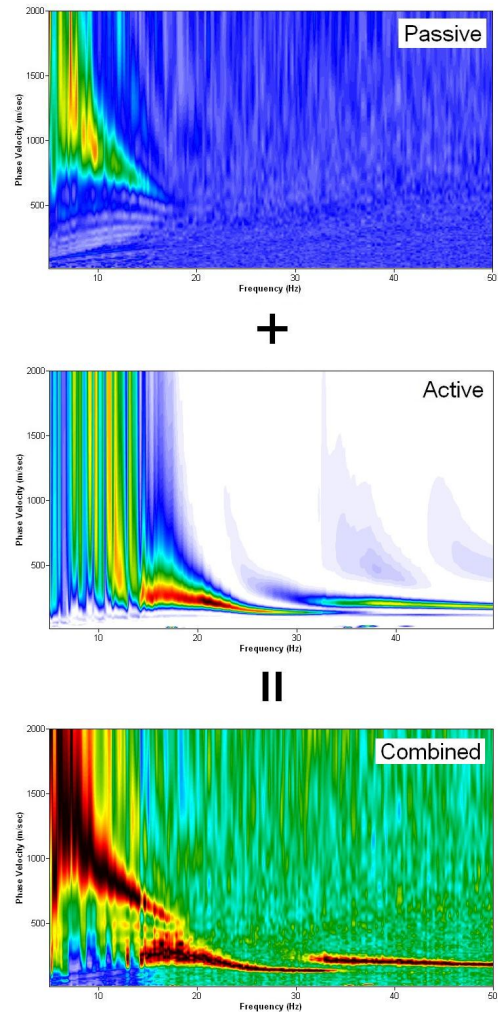 Passive
2000
1500
1000
500
Phase Velocity (m/sec)
10 20 30 40 50
Frequency (Hz)
+
Active
2000
1500
1000
500
Phase Velocity (m/sec)
10 20 30 40
Frequency (Hz)
=
Combined
2000
1500
1000
500
Phase Velocity (m/sec)
10 20 30 40 50
Frequency (Hz)